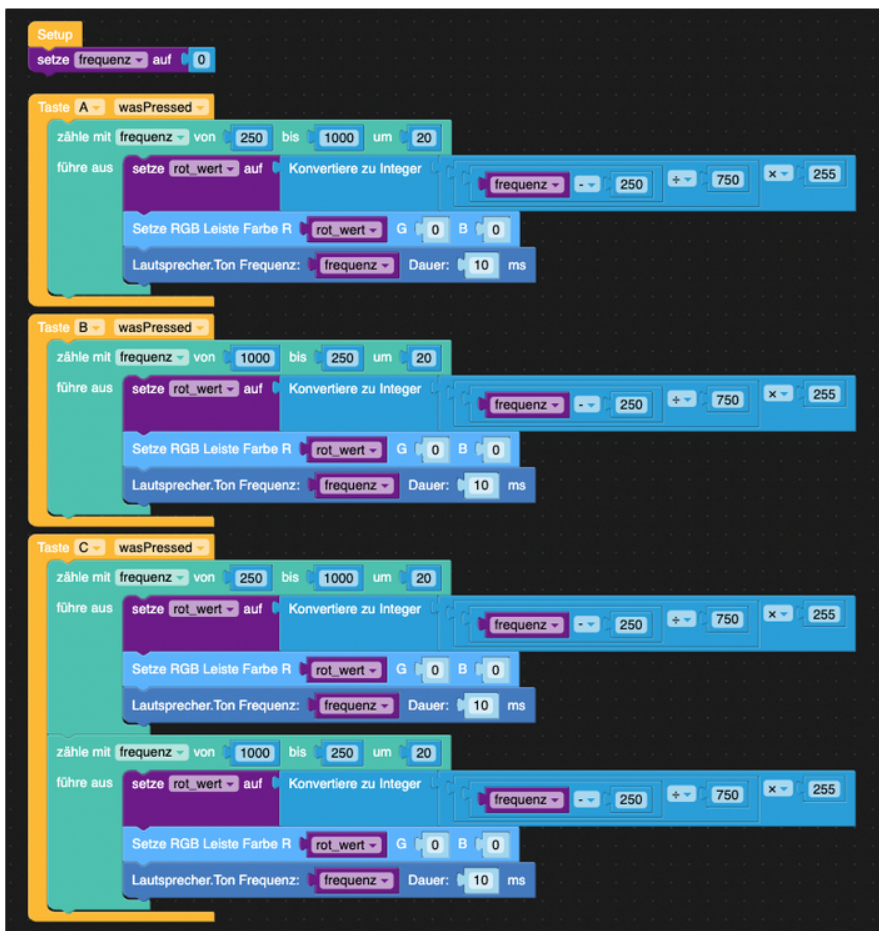 Setup
setze frequenz auf 0
Taste A wasPressed
zähle mit frequenz von 250 bis 1000 um 20
führe aus setze rot_wert auf Konvertiere zu Integer frequenz - 250 ÷ 750 × 255
Setze RGB Leiste Farbe R rot_wert G 0 B 0
Lautsprecher.Ton Frequenz: frequenz Dauer: 10 ms
Taste B wasPressed
zähle mit frequenz von 1000 bis 250 um 20
führe aus setze rot_wert auf Konvertiere zu Integer frequenz - 250 ÷ 750 × 255
Setze RGB Leiste Farbe R rot_wert G 0 B 0
Lautsprecher.Ton Frequenz: frequenz Dauer: 10 ms
Taste C wasPressed
zähle mit frequenz von 250 bis 1000 um 20
führe aus setze rot_wert auf Konvertiere zu Integer frequenz - 250 ÷ 750 × 255
Setze RGB Leiste Farbe R rot_wert G 0 B 0
Lautsprecher.Ton Frequenz: frequenz Dauer: 10 ms
zähle mit frequenz von 1000 bis 250 um 20
führe aus setze rot_wert auf Konvertiere zu Integer frequenz - 250 ÷ 750 × 255
Setze RGB Leiste Farbe R rot_wert G 0 B 0
Lautsprecher.Ton Frequenz: frequenz Dauer: 10 ms